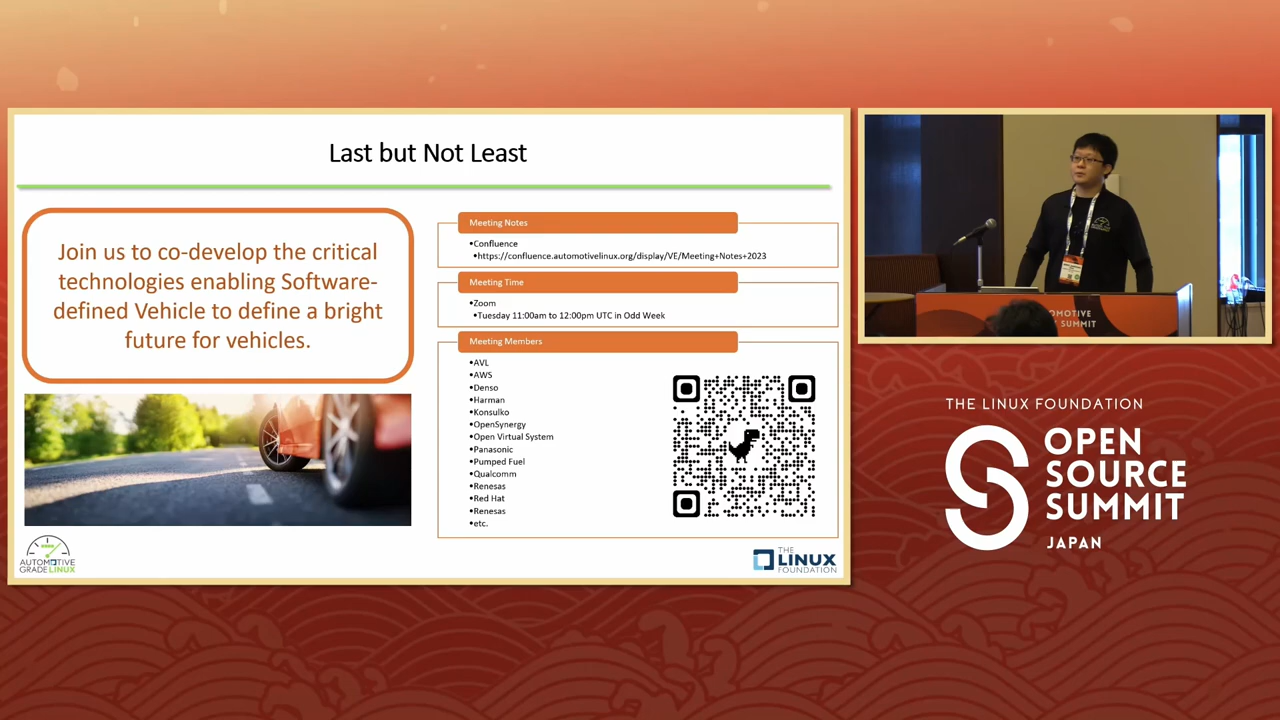 Last but Not Least
Join us to co-develop the critical
technologies enabling Software-
defined Vehicle to define a bright
future for vehicles.
Meeting Notes
•Confluence
•https://confluence.automotivelinux.org/display/VE/Meeting+Notes+2023
Meeting Time
•Zoom
•Tuesday 11:00am to 12:00pm UTC in Odd Week
Meeting Members
•AVL
•AWS
•Denso
•Harman
•Konsulko
•OpenSynergy
•Open Virtual System
•Panasonic
•Pumped Fuel
•Qualcomm
•Renesas
•Red Hat
•Renesas
•etc.
AUTOMOTIVE
GRADELINUX
THE
LINUX
FOUNDATION
OMOTIVE
SUMMIT
THE LINUX FOUNDATION
OPEN
SOURCE
SUMMIT
JAPAN